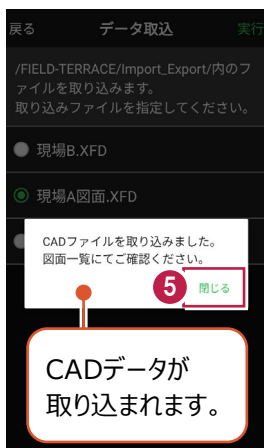 戻る データ取込 実行
/FIELD-TERRACE/Import_Export/内のフ
ァイルを取り込みます。
取り込みファイルを指定してください。
現場B.XFD
現場A図面.XFD
CADファイルを取り込みました。
図面一覧にてご確認ください。
5 閉じる
CADデータが
取り込まれます。